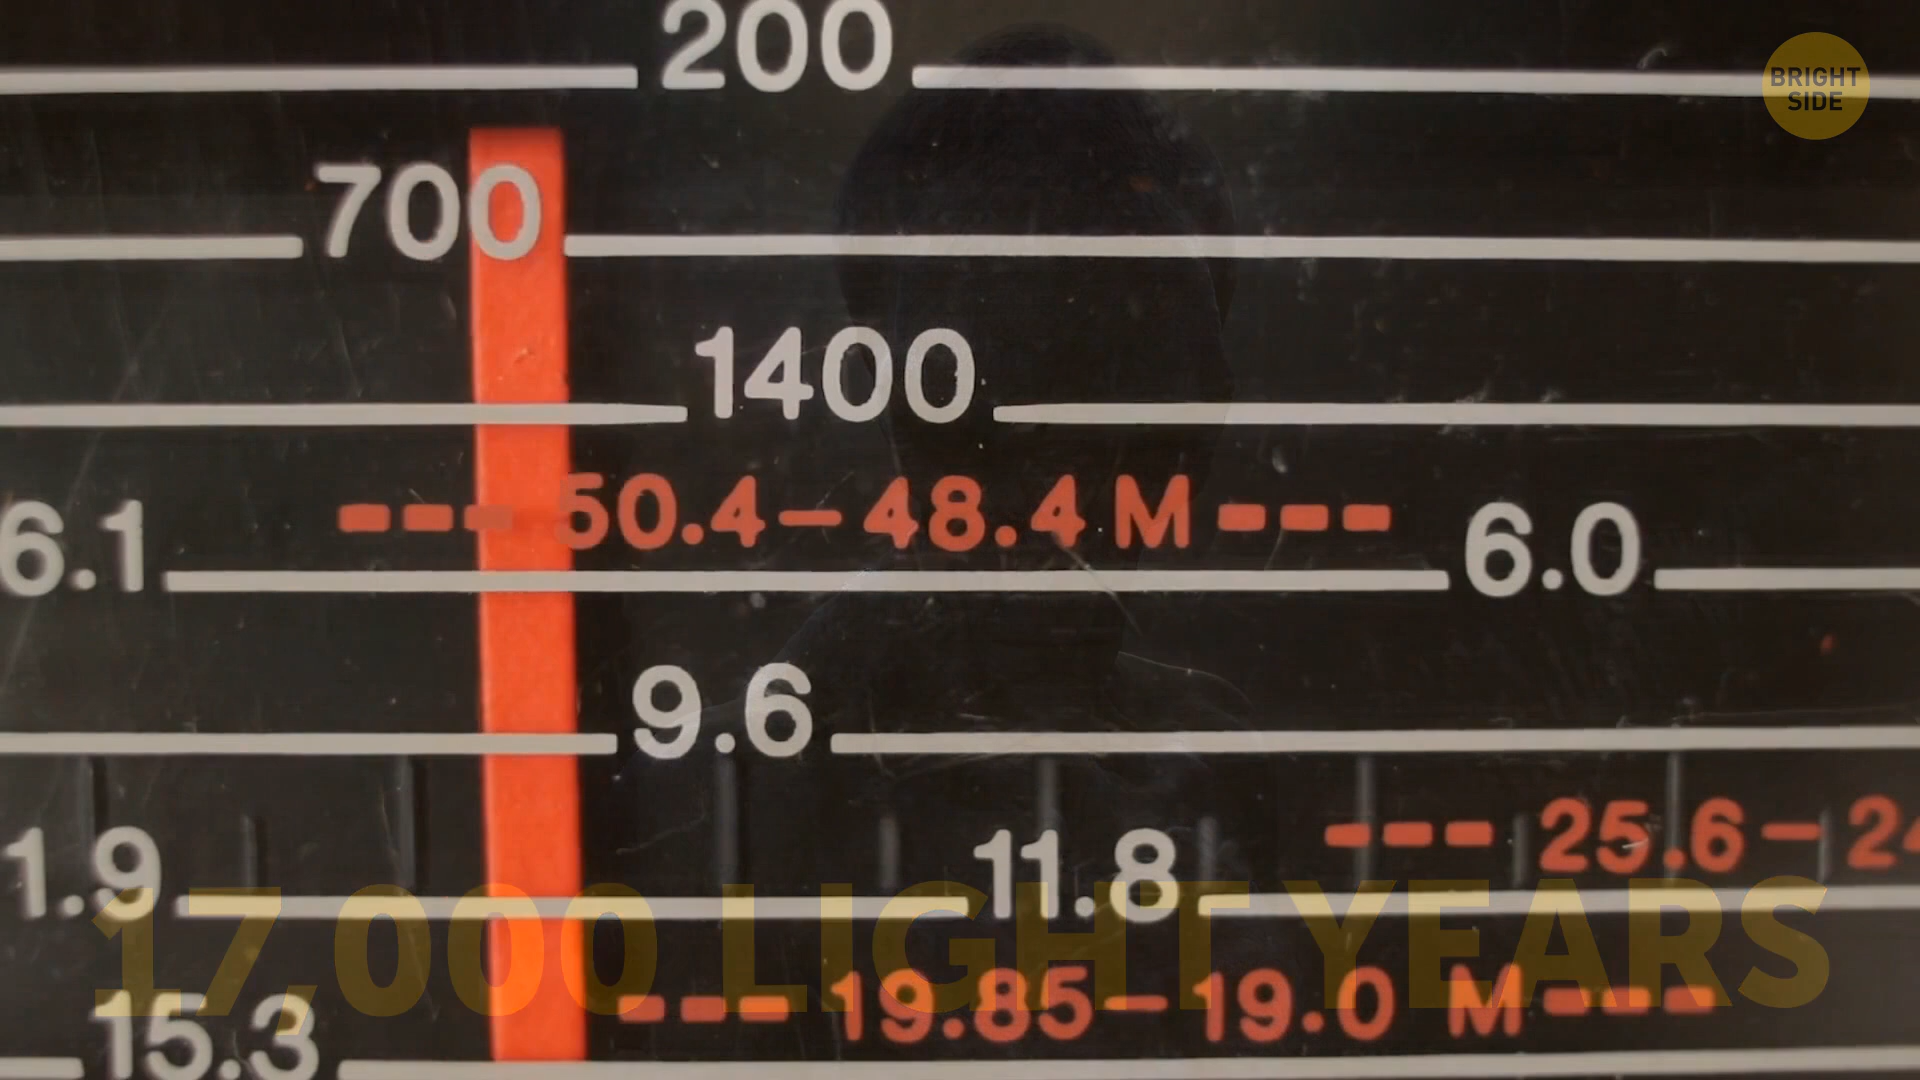 200
BRIGHT
SIDE
700
1400
50.4–48.4 M
6.1 6.0
9.6
25.6–24
1.9 11.8
17,000 LIGHT YEARS
19.85–19.0 M
15.3